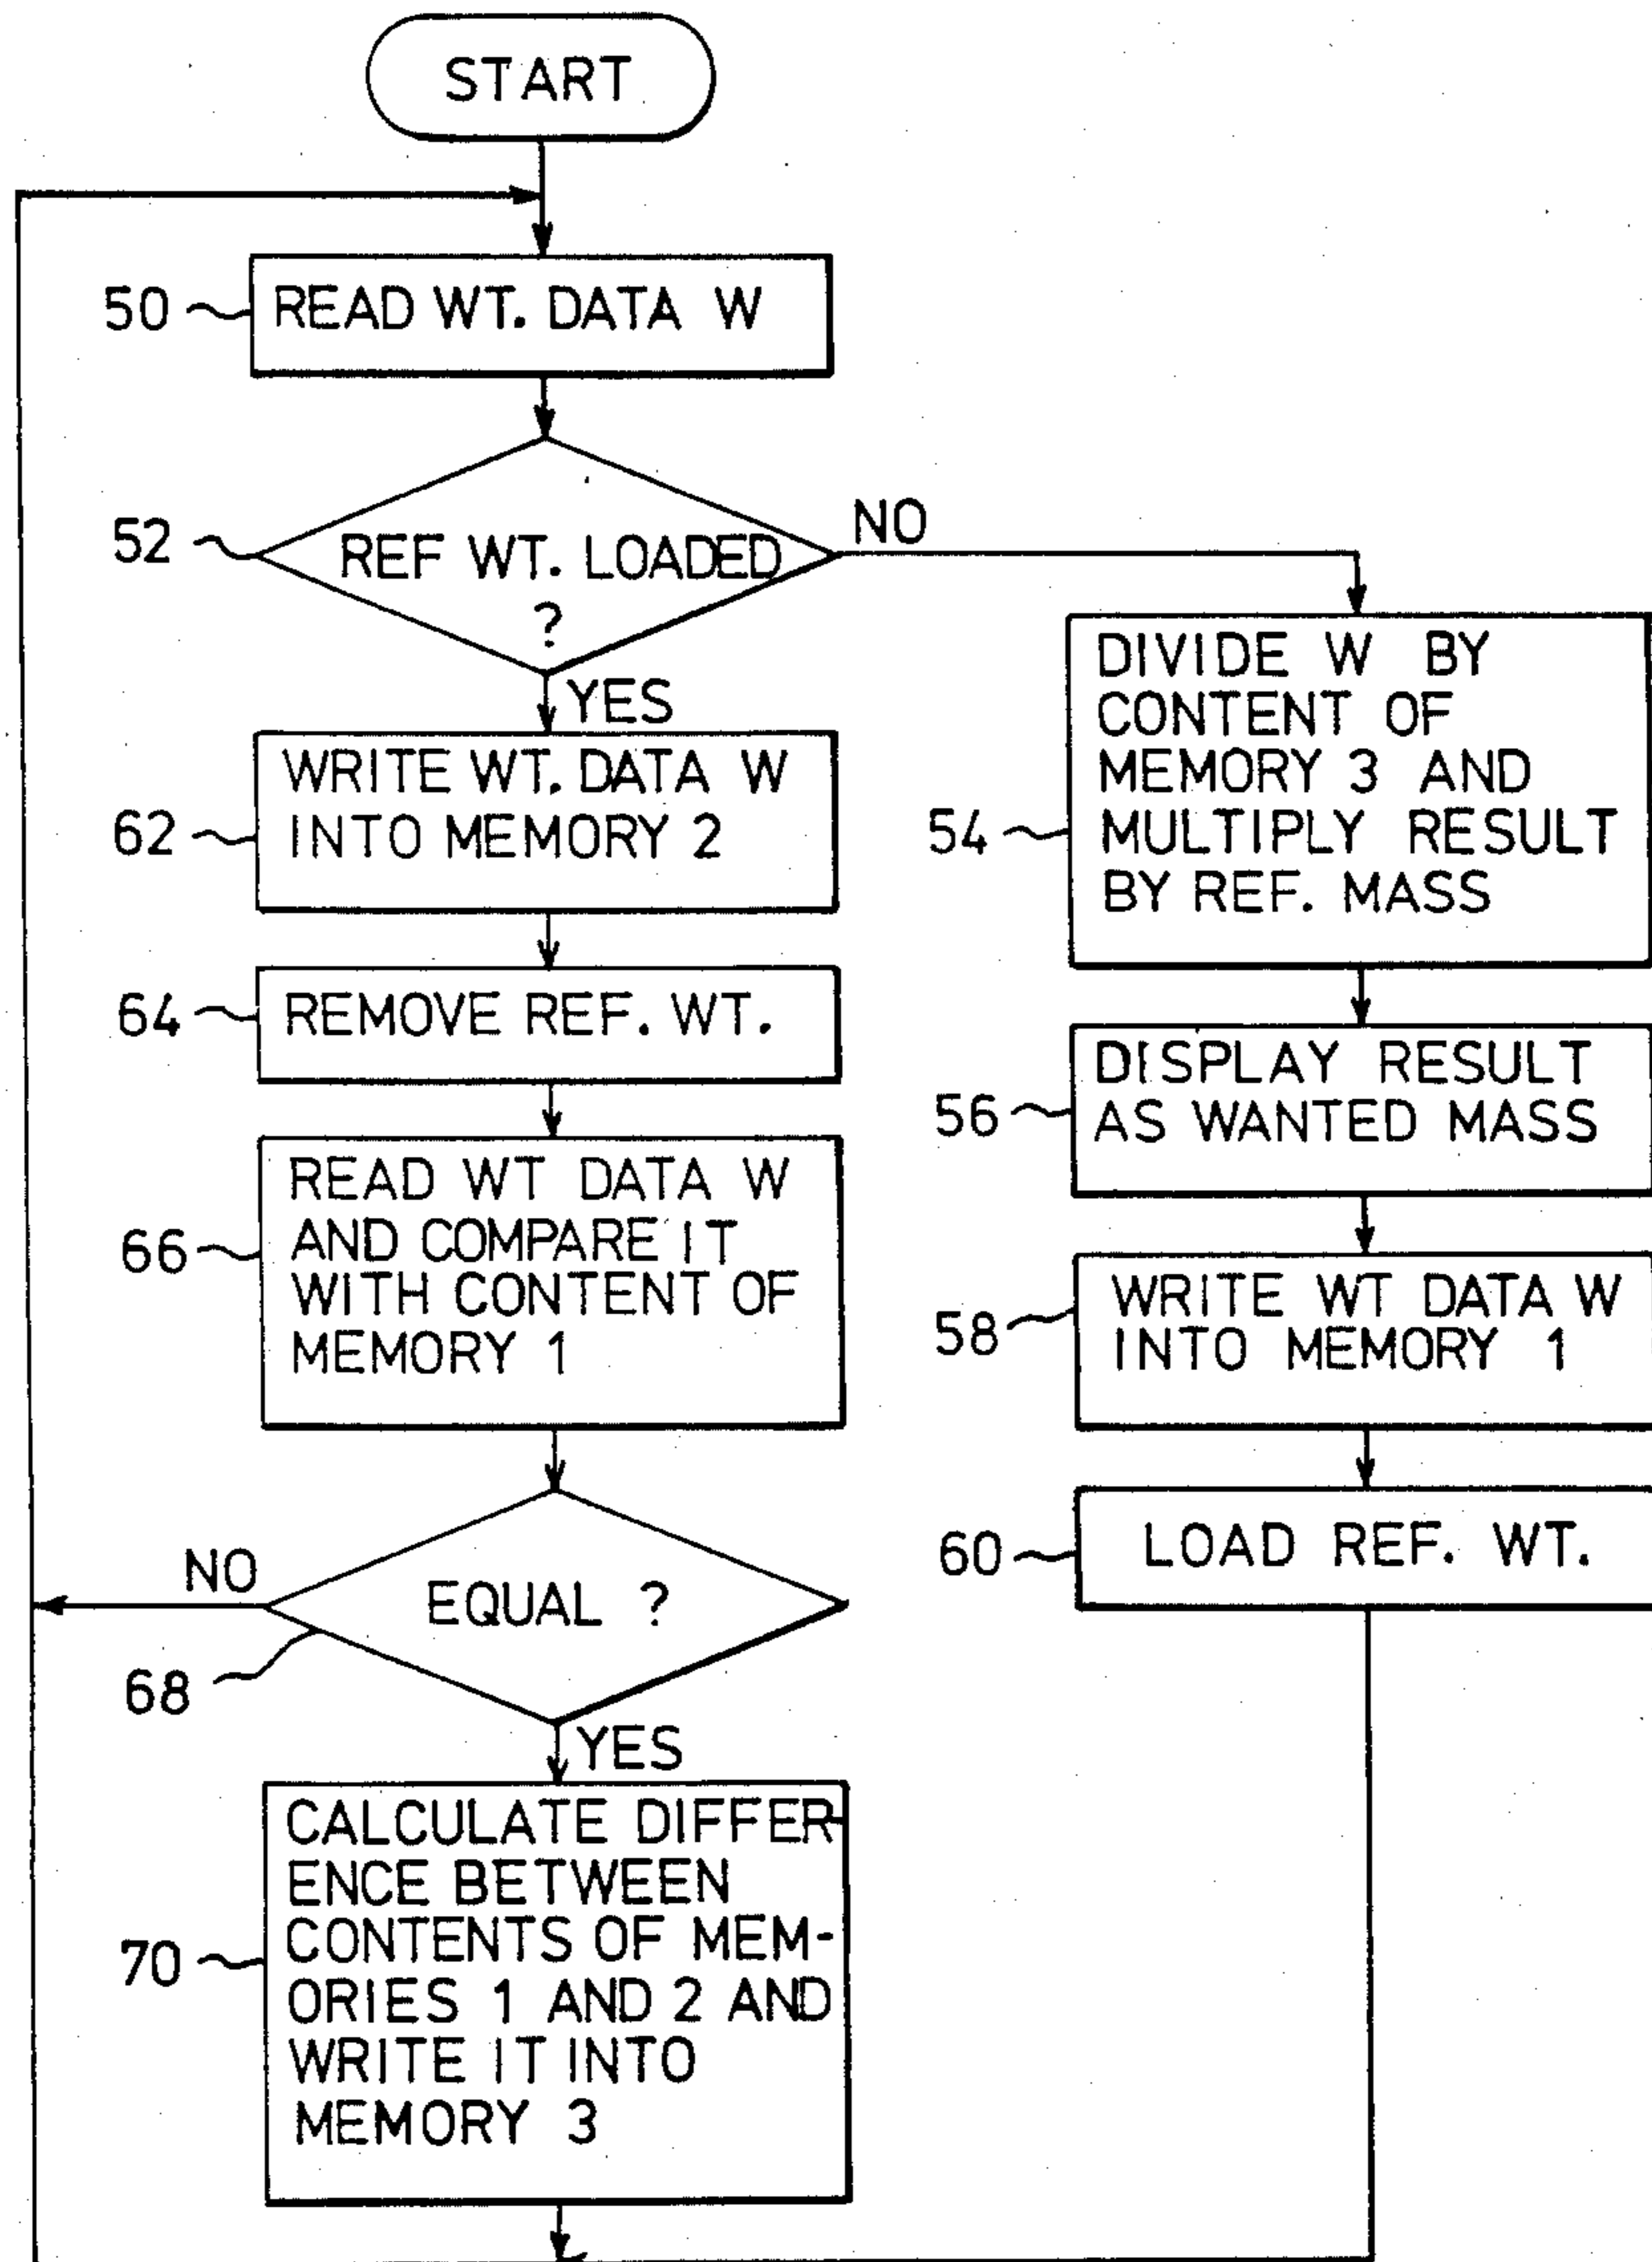 START
50
READ WT. DATA W
52
REF WT. LOADED
?
NO
YES
62
WRITE WT. DATA W
INTO MEMORY 2
64
REMOVE REF. WT.
66
READ WT DATA W
AND COMPARE IT
WITH CONTENT OF
MEMORY 1
68
EQUAL ?
NO
YES
70
CALCULATE DIFFER-
ENCE BETWEEN
CONTENTS OF MEM-
ORIES 1 AND 2 AND
WRITE IT INTO
MEMORY 3
54
DIVIDE W BY
CONTENT OF
MEMORY 3 AND
MULTIPLY RESULT
BY REF. MASS
56
DISPLAY RESULT
AS WANTED MASS
58
WRITE WT DATA W
INTO MEMORY 1
60
LOAD REF. WT.